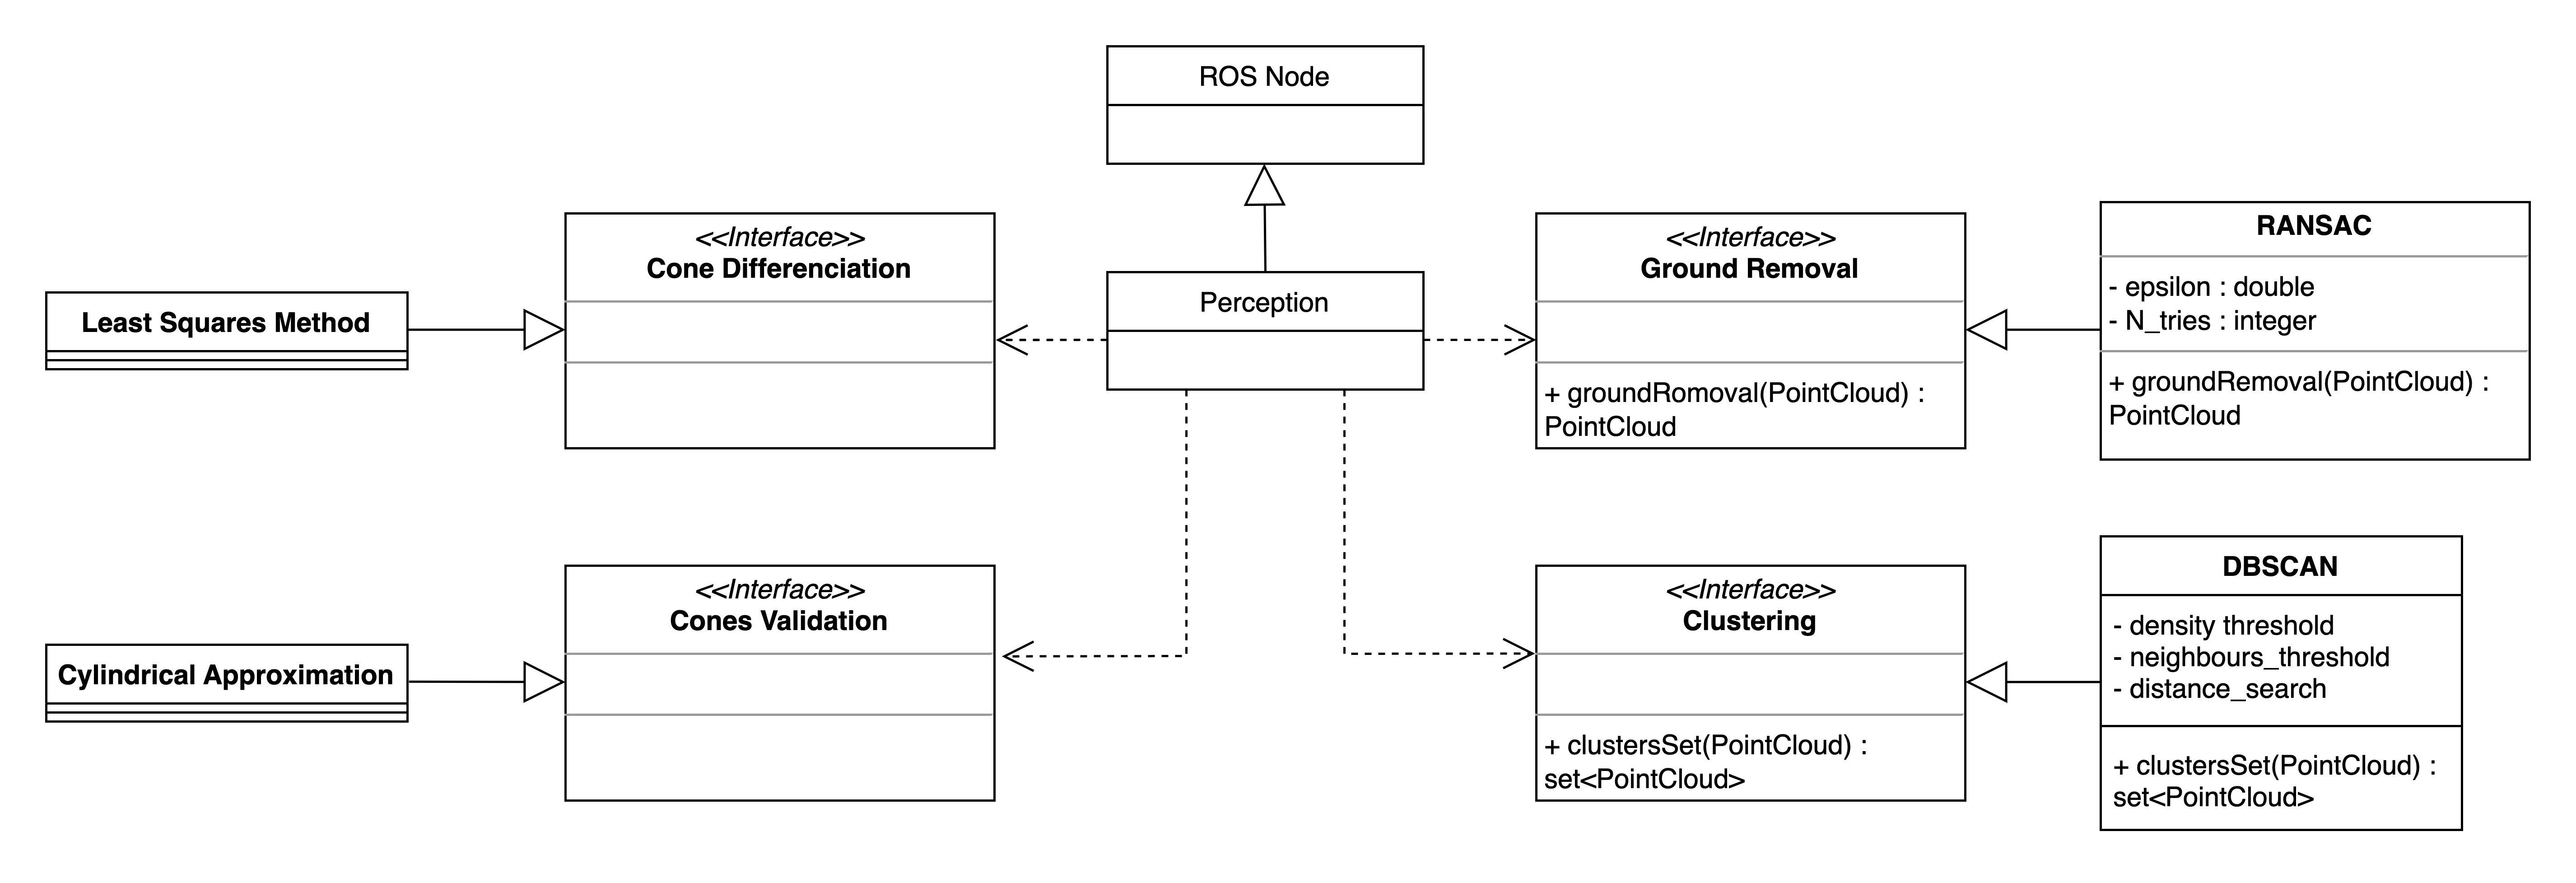 ROS Node
<<Interface>>
Cone Differenciation
Least Squares Method
Perception
<<Interface>>
Ground Removal
+ groundRomoval(PointCloud) :
PointCloud
RANSAC
- epsilon : double
- N_tries : integer
+ groundRemoval(PointCloud) :
PointCloud
<<Interface>>
Cones Validation
Cylindrical Approximation
<<Interface>>
Clustering
+ clustersSet(PointCloud) :
set<PointCloud>
DBSCAN
- density threshold
- neighbours_threshold
- distance_search
+ clustersSet(PointCloud) :
set<PointCloud>